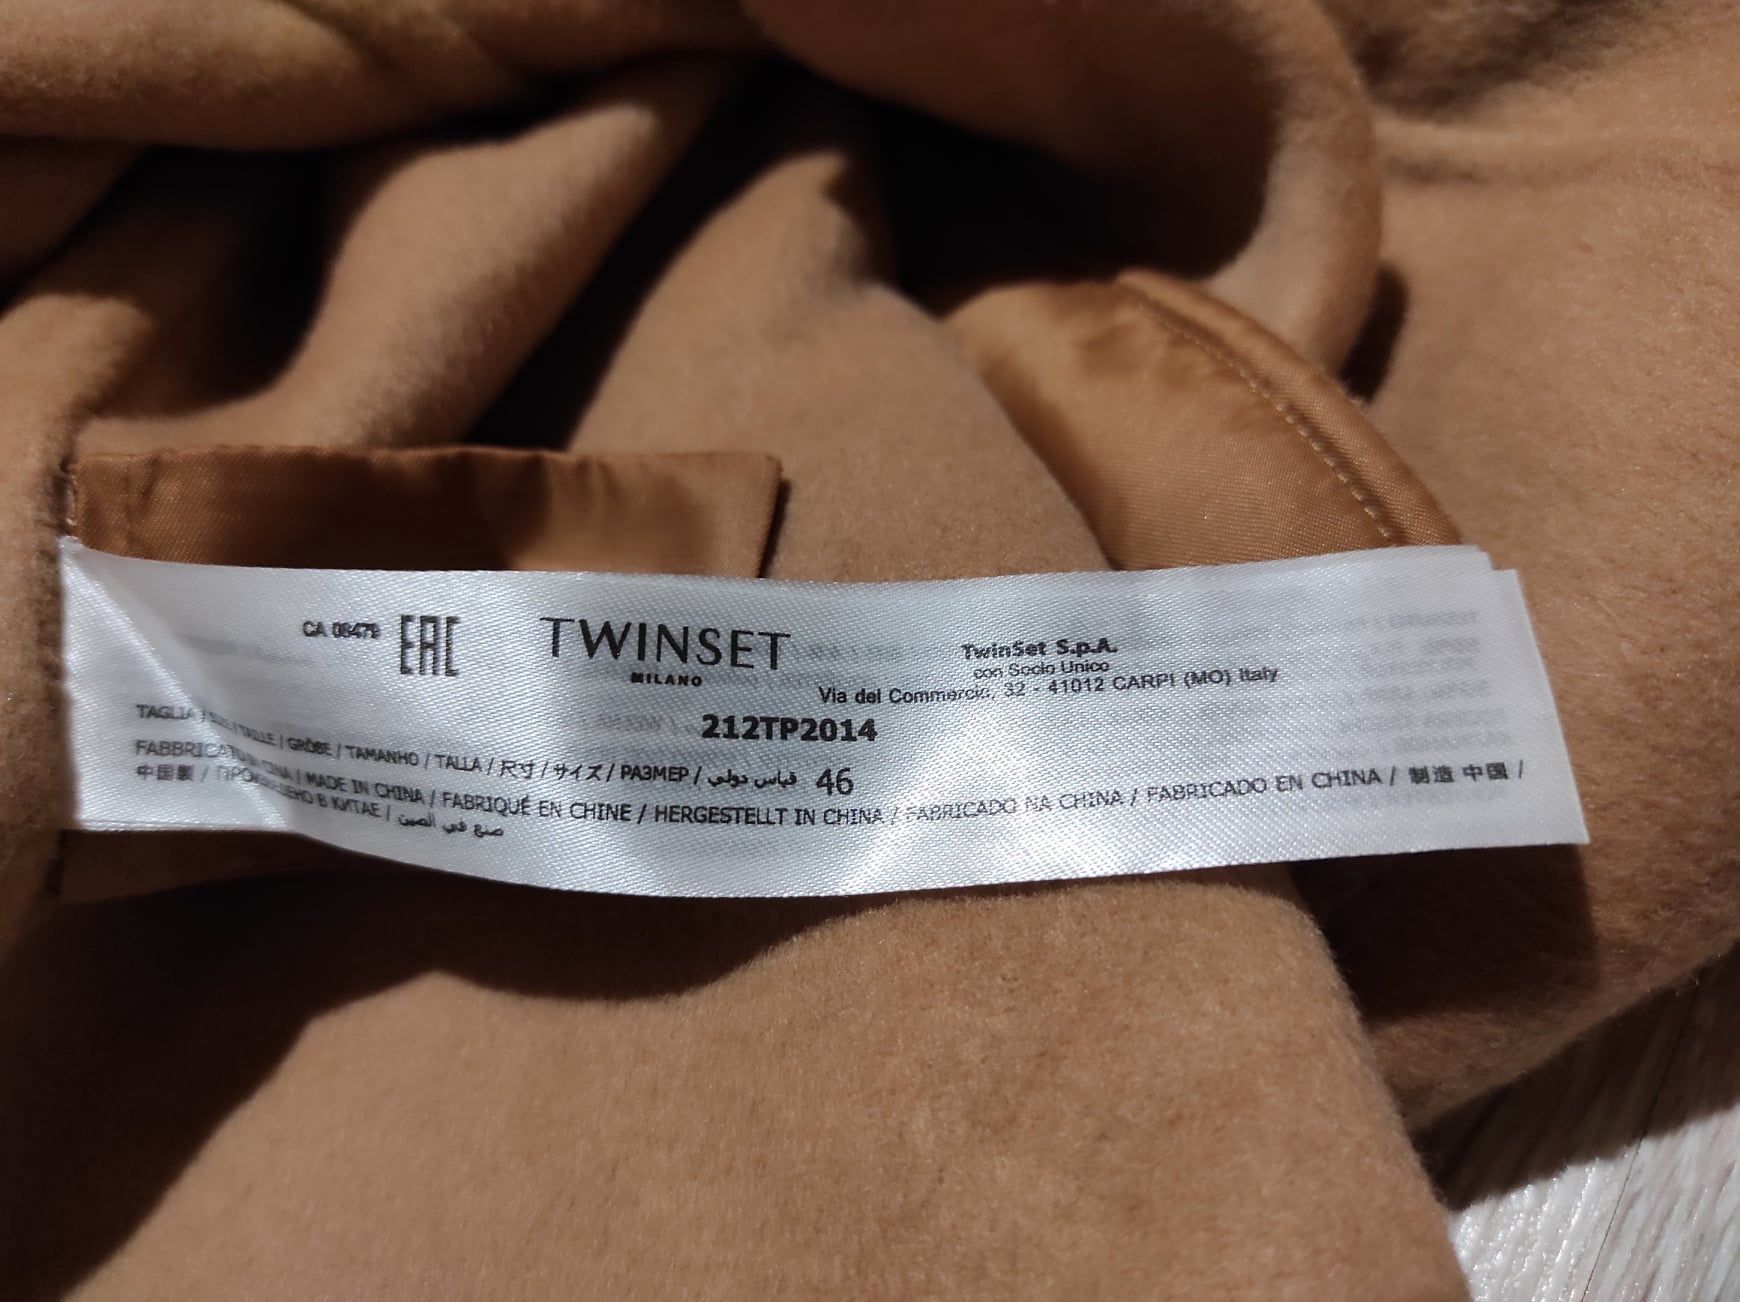 CA 08479 EAC TWINSET
MILANO
TwinSet S.p.A.
con Socio Unico
Via del Commercio, 32 - 41012 CARPI (MO) Italy
212TP2014
TAGLIA / SIZE / TAILLE / GRÖBE / TAMANHO / TALLA / 尺寸 / サイズ / РАЗМЕР / قياس دولي 46
FABBRICATO IN CINA / MADE IN CHINA / FABRIQUÉ EN CHINE / HERGESTELLT IN CHINA / FABRICADO NA CHINA / FABRICADO EN CHINA / 制造 中国 /
中国製 / ПРОИЗВЕДЕНО В КИТАЕ / صنع في الصين